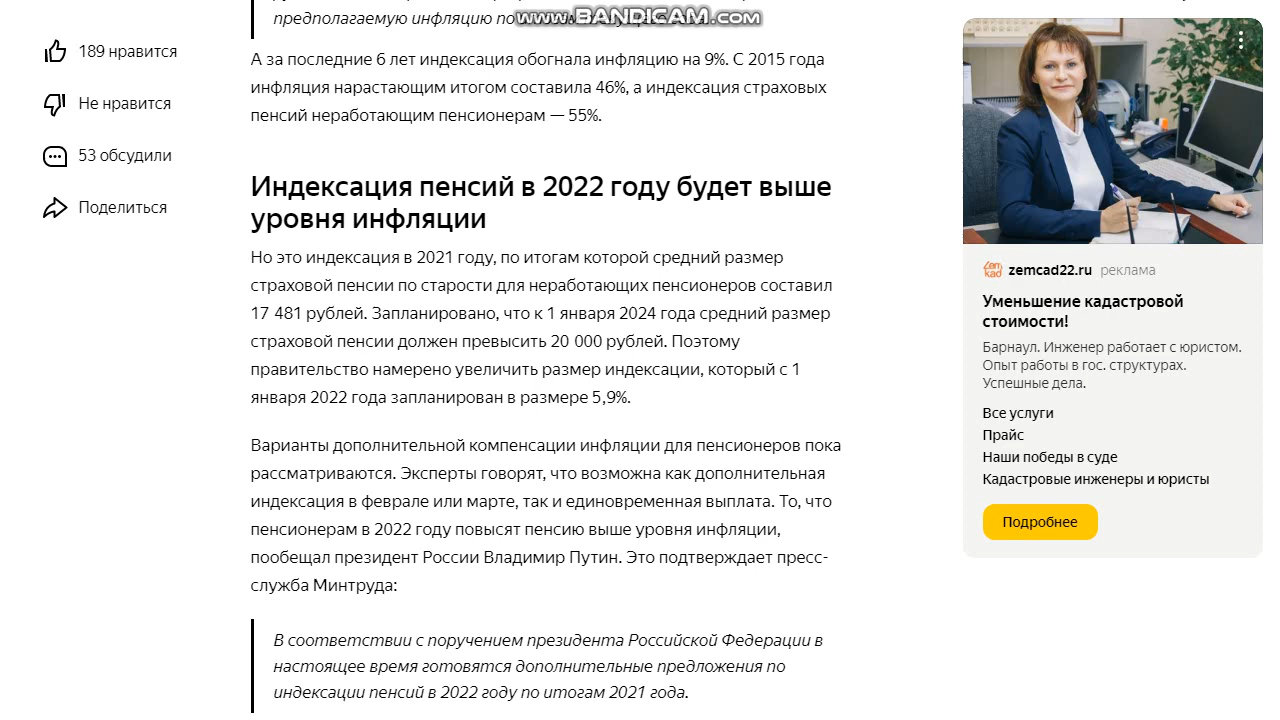 предполагаемую инфляцию по
www.BANDICAM.com
189 нравится
Не нравится
53 обсудили
Поделиться
А за последние 6 лет индексация обогнала инфляцию на 9%. С 2015 года
инфляция нарастающим итогом составила 46%, а индексация страховых
пенсий неработающим пенсионерам — 55%.
Индексация пенсий в 2022 году будет выше
уровня инфляции
Но это индексация в 2021 году, по итогам которой средний размер
страховой пенсии по старости для неработающих пенсионеров составил
17 481 рублей. Запланировано, что к 1 января 2024 года средний размер
страховой пенсии должен превысить 20 000 рублей. Поэтому
правительство намерено увеличить размер индексации, который с 1
января 2022 года запланирован в размере 5,9%.
Варианты дополнительной компенсации инфляции для пенсионеров пока
рассматриваются. Эксперты говорят, что возможна как дополнительная
индексация в феврале или марте, так и единовременная выплата. То, что
пенсионерам в 2022 году повысят пенсию выше уровня инфляции,
пообещал президент России Владимир Путин. Это подтверждает пресс-
служба Минтруда:
В соответствии с поручением президента Российской Федерации в
настоящее время готовятся дополнительные предложения по
индексации пенсий в 2022 году по итогам 2021 года.
zemcad22.ru реклама
Уменьшение кадастровой
стоимости!
Барнаул. Инженер работает с юристом.
Опыт работы в гос. структурах.
Успешные дела.
Все услуги
Прайс
Наши победы в суде
Кадастровые инженеры и юристы
Подробнее